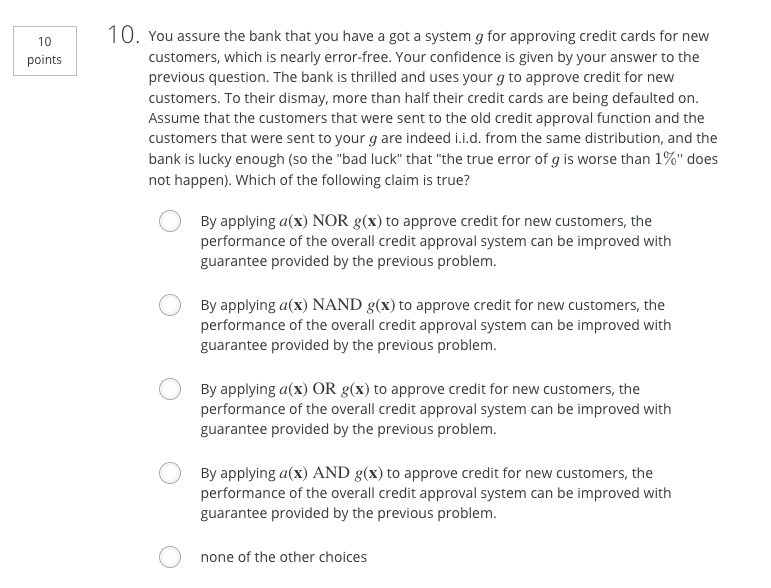 10
points
10. You assure the bank that you have a got a system g for approving credit cards for new
customers, which is nearly error-free. Your confidence is given by your answer to the
previous question. The bank is thrilled and uses your g to approve credit for new
customers. To their dismay, more than half their credit cards are being defaulted on.
Assume that the customers that were sent to the old credit approval function and the
customers that were sent to your g are indeed i.i.d. from the same distribution, and the
bank is lucky enough (so the "bad luck" that "the true error of g is worse than 1%" does
not happen). Which of the following claim is true?
By applying a(x) NOR g(x) to approve credit for new customers, the
performance of the overall credit approval system can be improved with
guarantee provided by the previous problem.
By applying a(x) NAND g(x) to approve credit for new customers, the
performance of the overall credit approval system can be improved with
guarantee provided by the previous problem.
By applying a(x) OR g(x) to approve credit for new customers, the
performance of the overall credit approval system can be improved with
guarantee provided by the previous problem.
By applying a(x) AND g(x) to approve credit for new customers, the
performance of the overall credit approval system can be improved with
guarantee provided by the previous problem.
none of the other choices